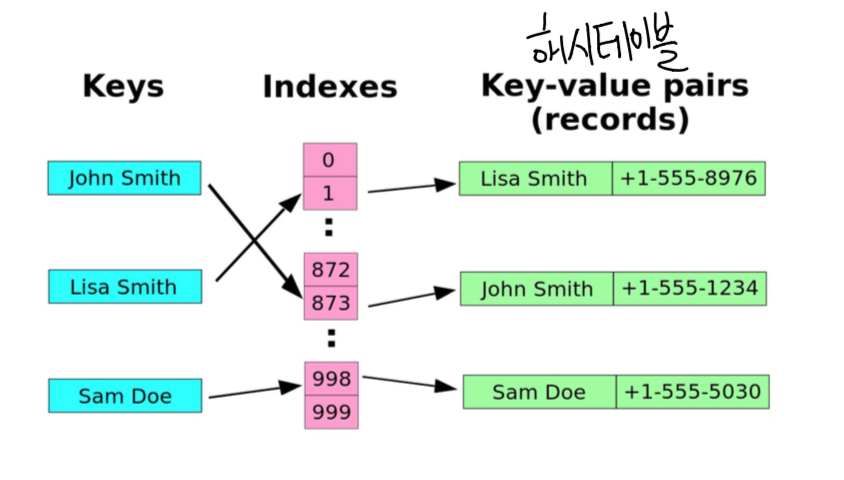 해시테이블
Keys
Indexes
Key-value pairs
(records)
John Smith
Lisa Smith
Sam Doe
0
1
:
872
873
:
998
999
Lisa Smith +1-555-8976
John Smith +1-555-1234
Sam Doe +1-555-5030